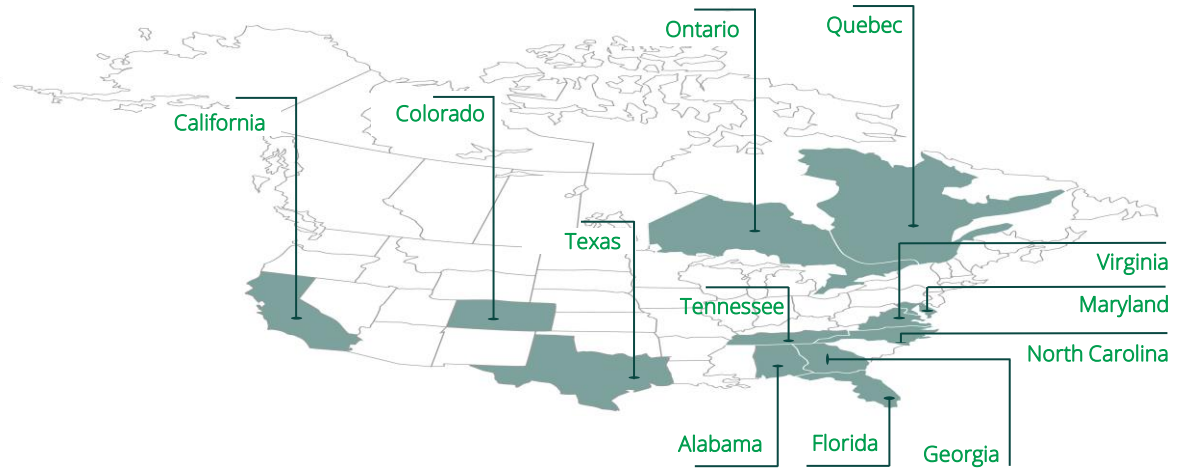 Ontario
Quebec
California
Colorado
Texas
Virginia
Tennessee
Maryland
North Carolina
Alabama
Florida
Georgia